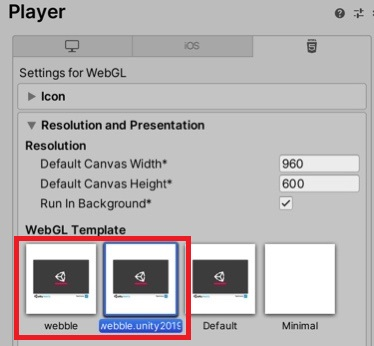 Player
iOS
Settings for WebGL
Icon
Resolution and Presentation
Resolution
Default Canvas Width* 960
Default Canvas Height* 600
Run In Background*
WebGL Template
webble webble.unity2019 Default Minimal